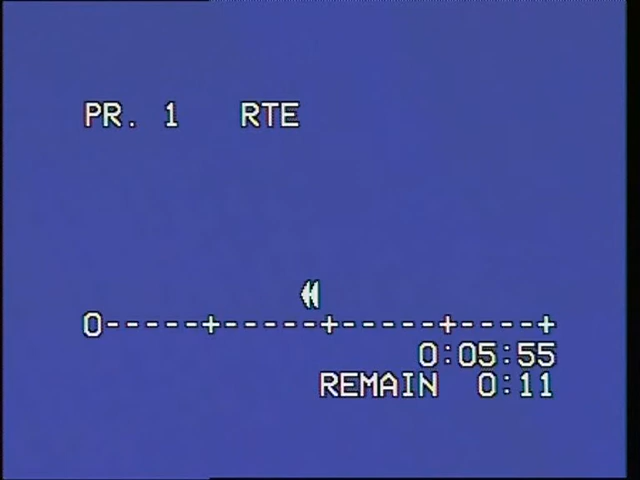 PR. 1 RTE
0-----+-----+-----+----+
0:05:55
REMAIN 0:11